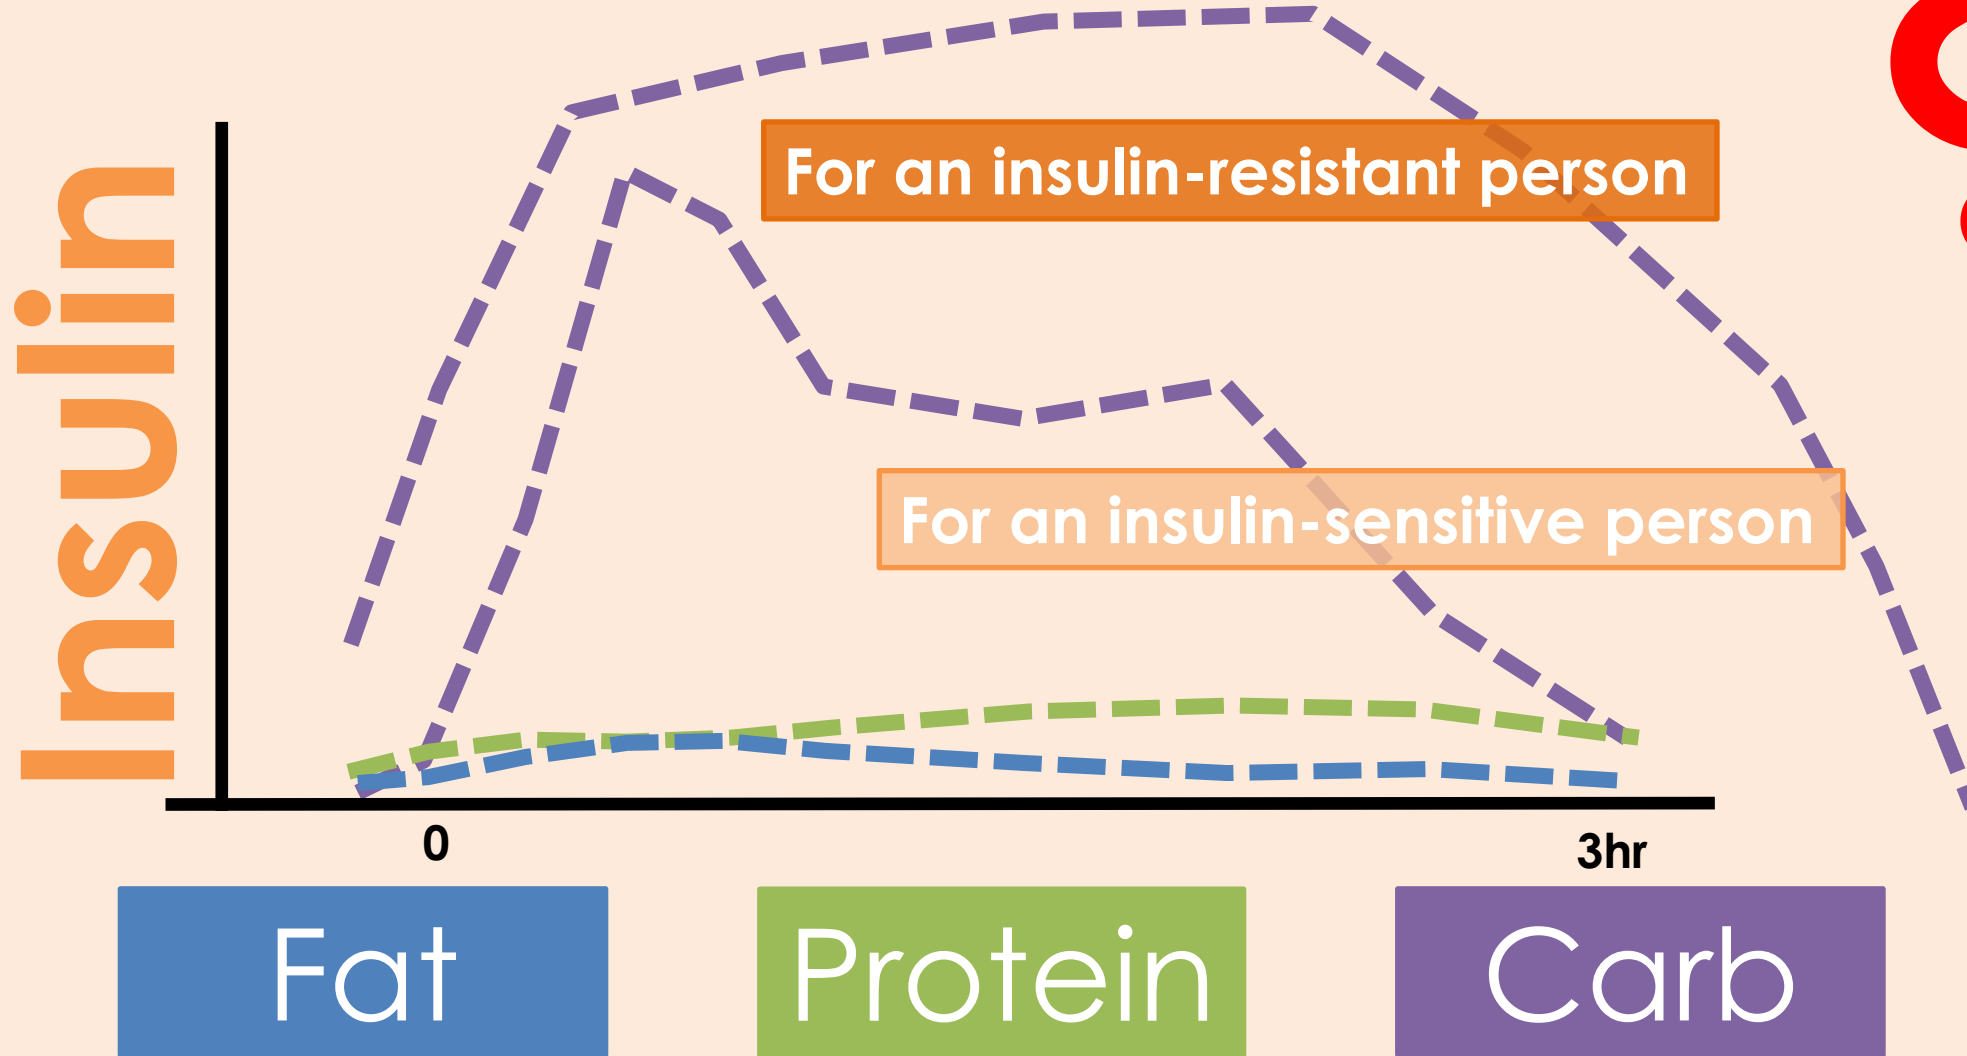 Insulin
For an insulin-resistant person
For an insulin-sensitive person
0
3hr
Fat
Protein
Carb